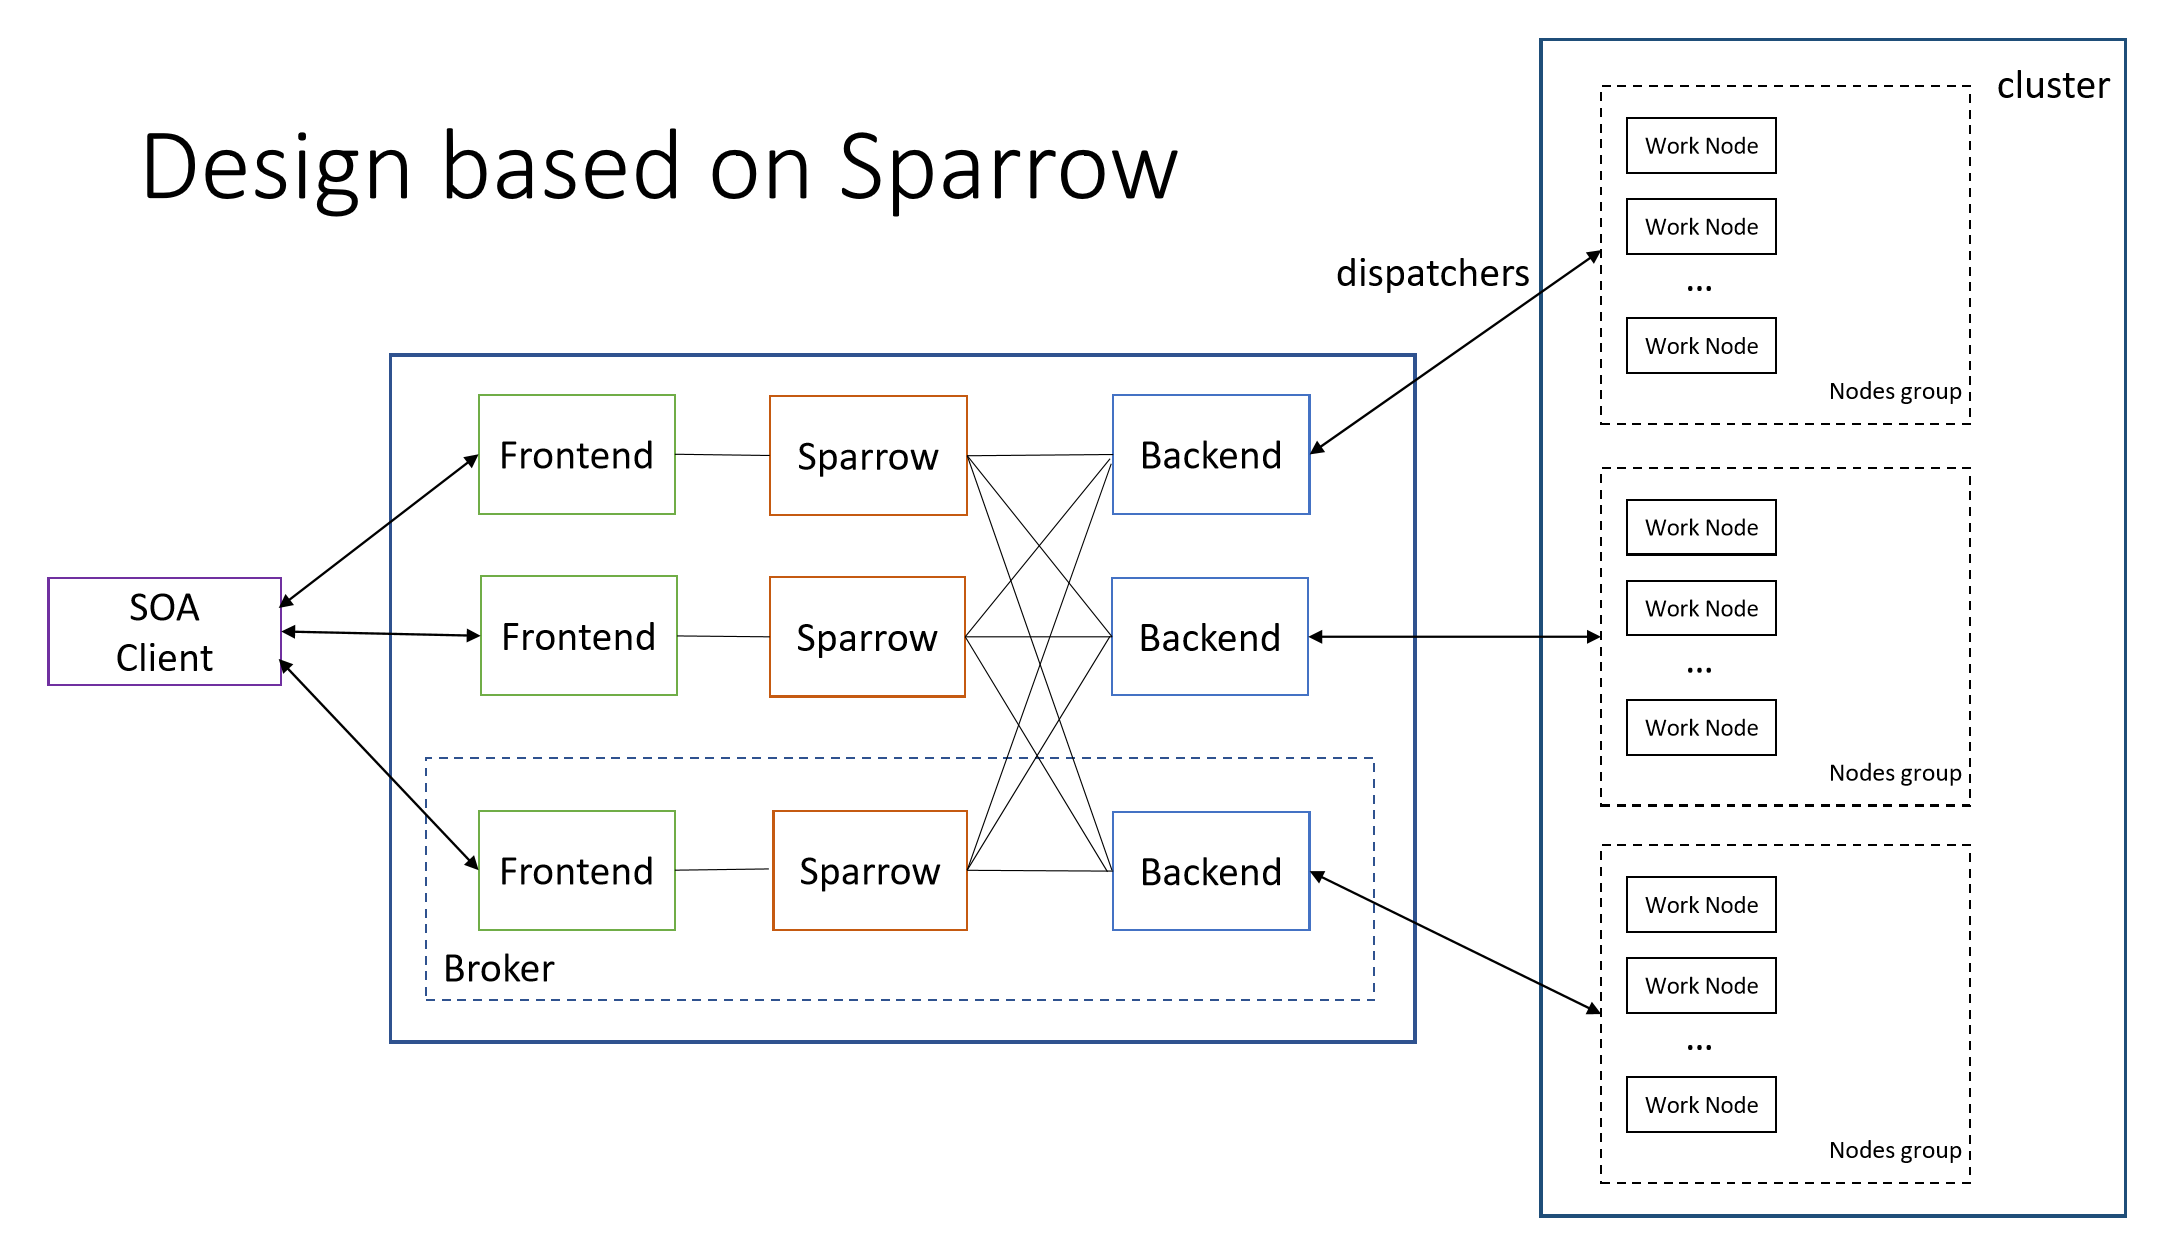 Design based on Sparrow
cluster
Work Node
Work Node
...
Work Node
Nodes group
dispatchers
Frontend
Sparrow
Backend
Work Node
Work Node
...
Work Node
Nodes group
SOA
Client
Frontend
Sparrow
Backend
Frontend
Sparrow
Backend
Broker
Work Node
Work Node
...
Work Node
Nodes group